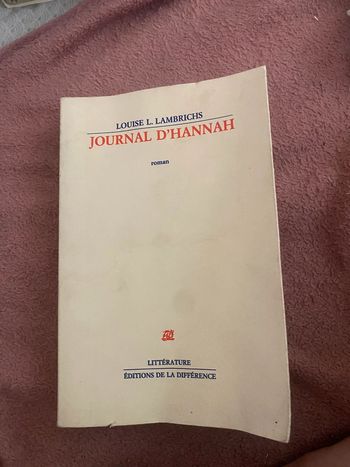 LOUISE L. LAMBRICHS
JOURNAL D'HANNAH
roman
LITTÉRATURE
ÉDITIONS DE LA DIFFÉRENCE